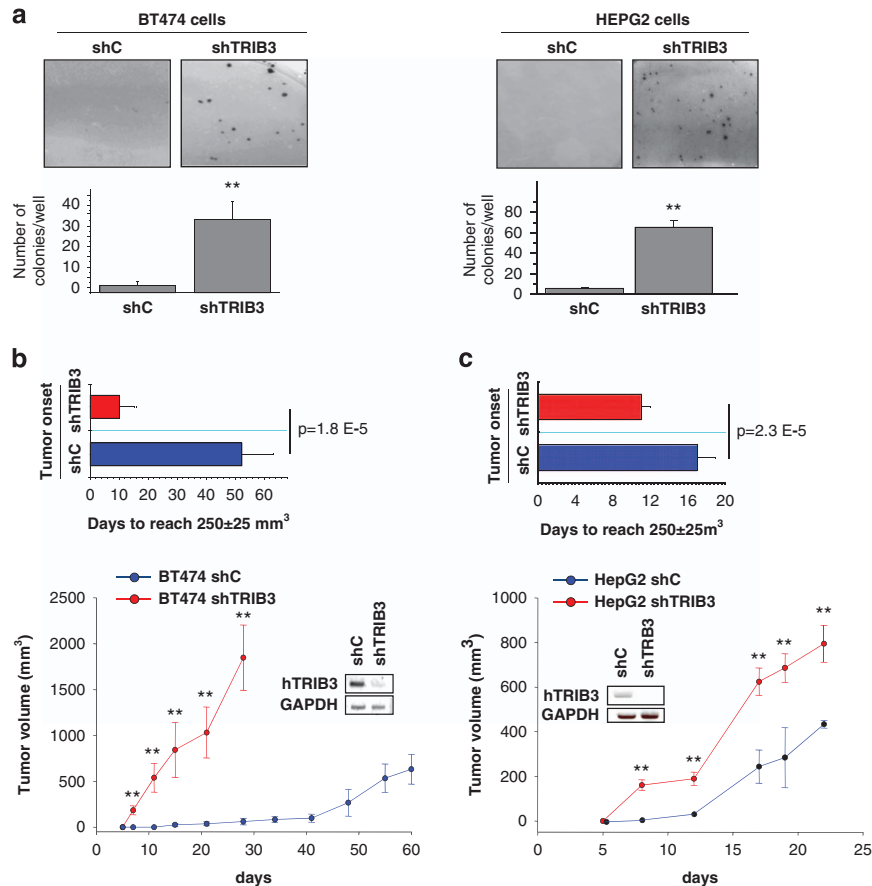 a
BT474 cells
shC shTRIB3
HEPG2 cells
shC shTRIB3
Number of
colonies/well
40
30
20
10
0
**
shC shTRIB3
Number of
colonies/well
80
60
40
20
0
**
shC shTRIB3
b
Tumor onset
shTRIB3
shC
p=1.8 E-5
0 10 20 30 40 50 60
Days to reach 250±25 mm³
BT474 shC
BT474 shTRIB3
Tumor volume (mm³)
2500
2000
1500
1000
500
0
** ** ** ** **
shC shTRIB3
hTRIB3
GAPDH
0 10 20 30 40 50 60
days
c
Tumor onset
shTRIB3
shC
p=2.3 E-5
0 4 8 12 16 20
Days to reach 250±25m³
HepG2 shC
HepG2 shTRIB3
Tumor volume (mm³)
1000
800
600
400
200
0
** ** ** ** **
shC shTRB3
hTRIB3
GAPDH
0 5 10 15 20 25
days